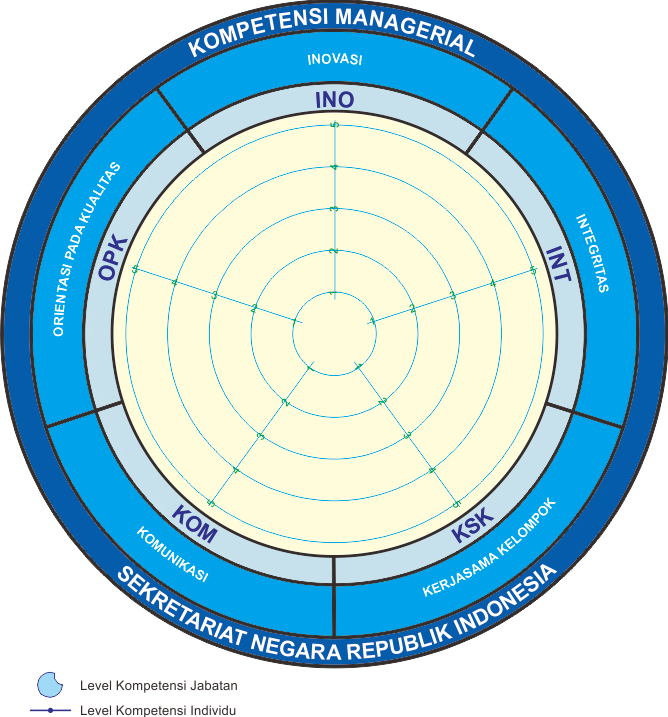 KOMPETENSI MANAGERIAL
INOVASI
INO
ORIENTASI PADA KUALITAS
OPK
INTEGRITAS
INT
5
4
3
2
1
5
4
3
2
1
1
2
3
4
5
1
2
3
4
5
1
2
3
4
5
KOM
KOMUNIKASI
KSK
KERJASAMA KELOMPOK
SEKRETARIAT NEGARA REPUBLIK INDONESIA
Level Kompetensi Jabatan
Level Kompetensi Individu